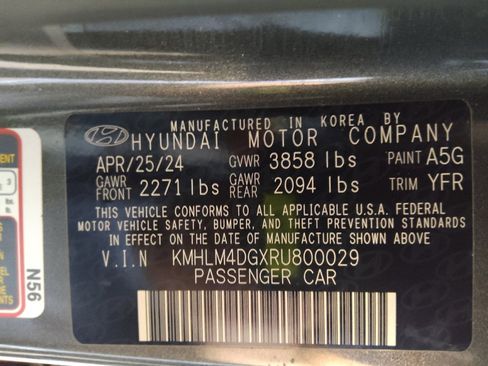 MANUFACTURED IN KOREA BY
HYUNDAI MOTOR COMPANY
APR/25/24 GVWR 3858 lbs PAINT A5G
GAWR FRONT 2271 lbs GAWR REAR 2094 lbs TRIM YFR
THIS VEHICLE CONFORMS TO ALL APPLICABLE U.S.A. FEDERAL
MOTOR VEHICLE SAFETY, BUMPER, AND THEFT PREVENTION STANDARDS
IN EFFECT ON THE DATE OF MANUFACTURE SHOWN ABOVE
V.I.N KMHLM4DGXRU800029
PASSENGER CAR
N56